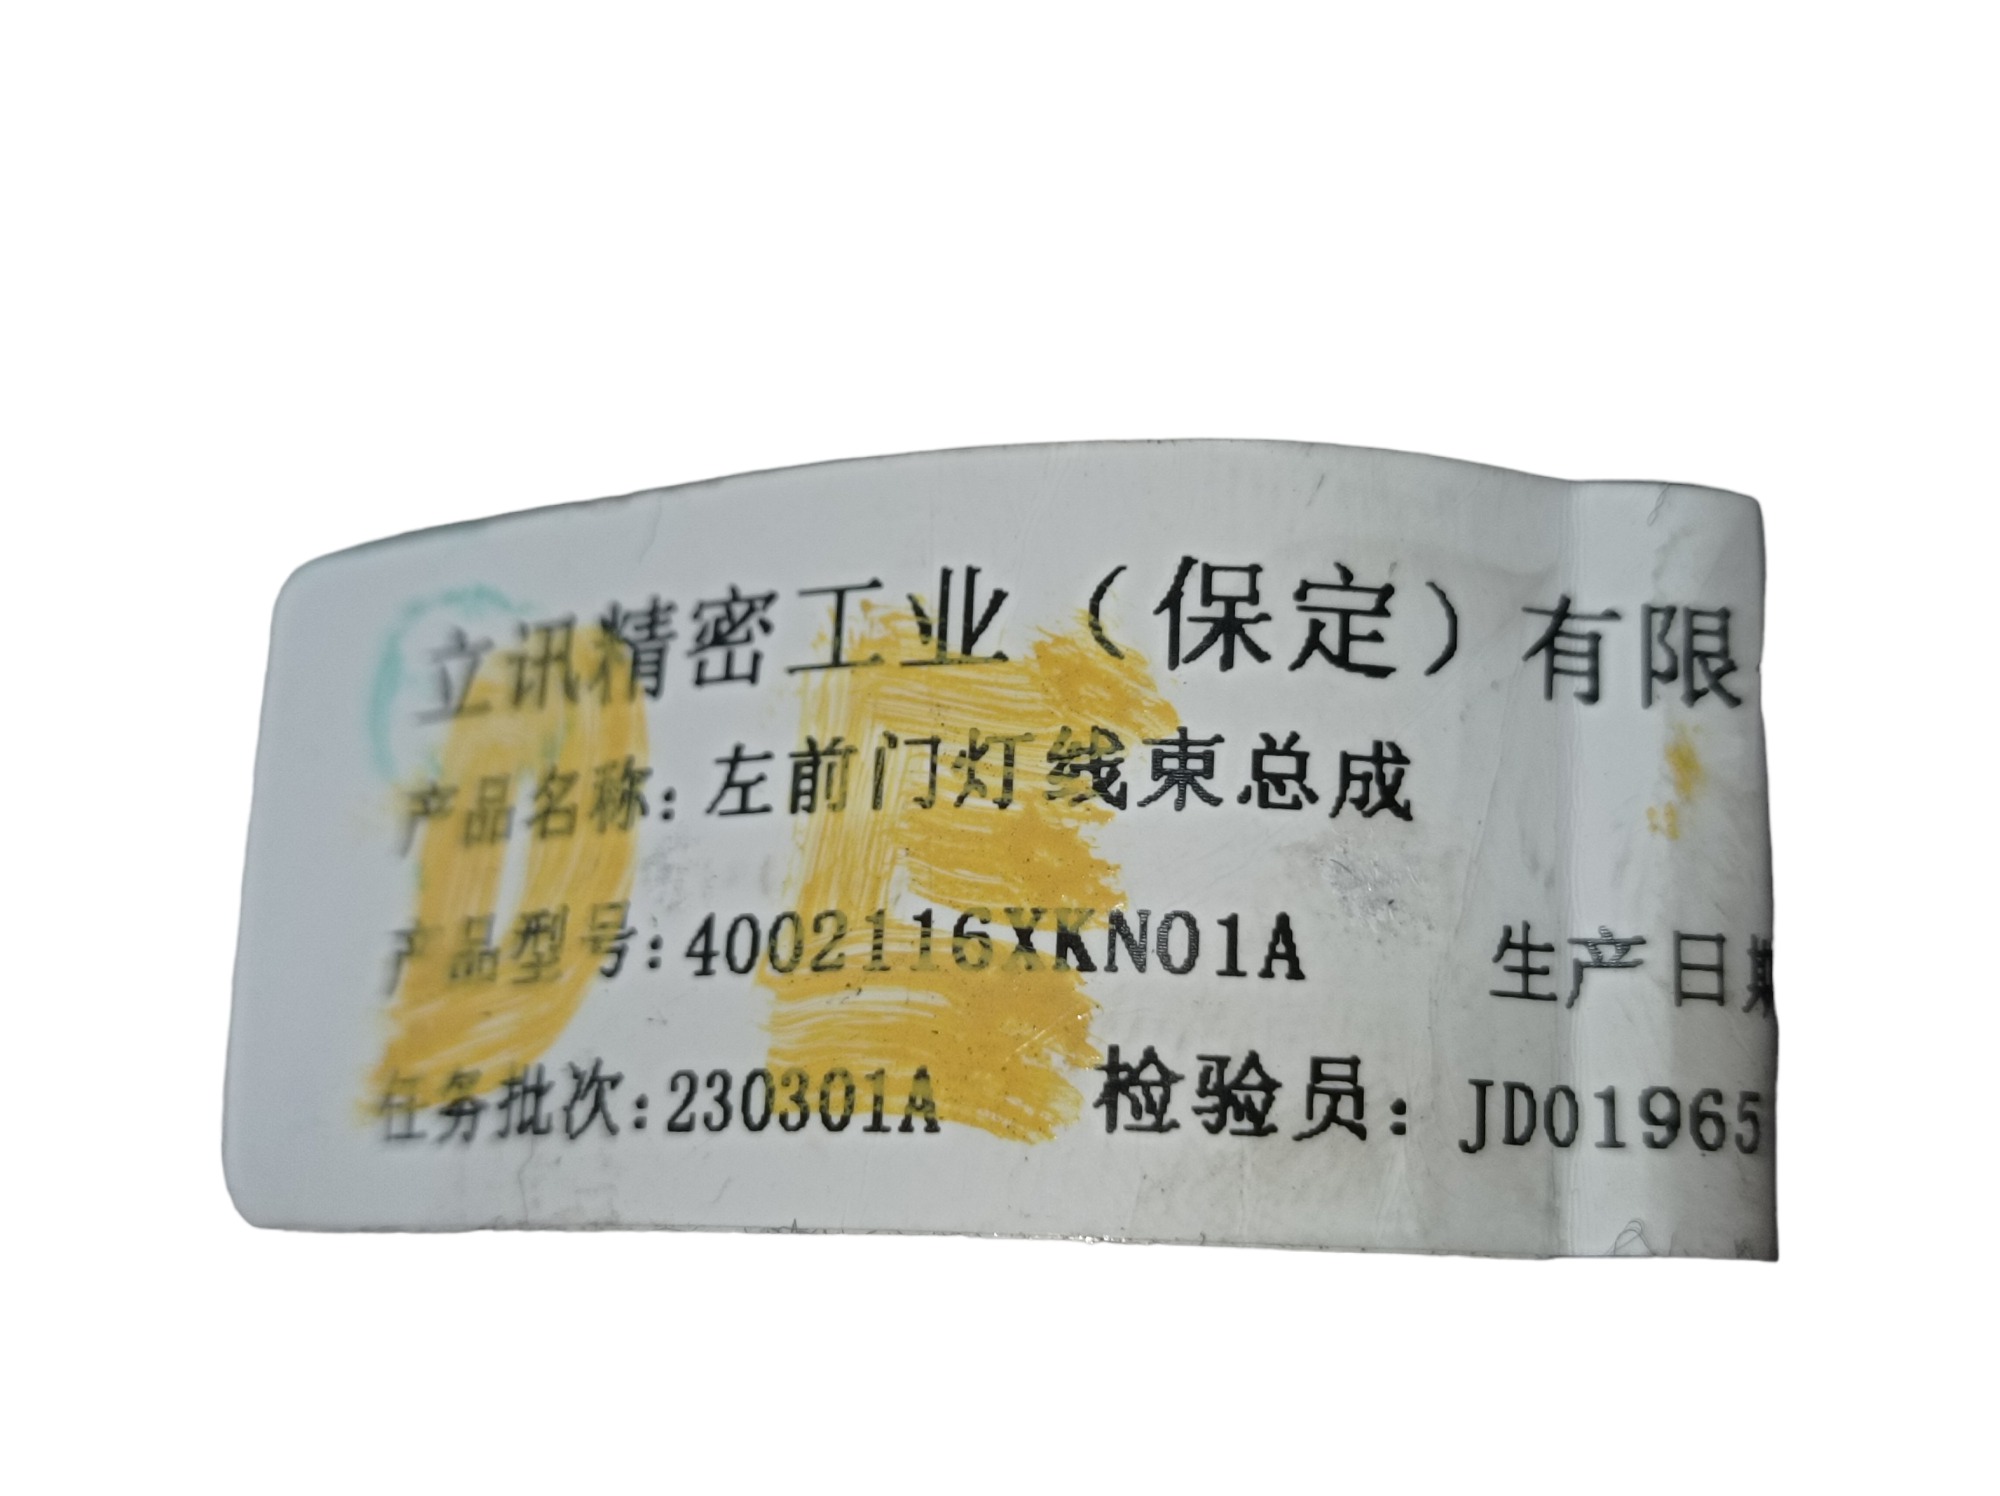 立讯精密工业（保定）有限
产品名称：左前门灯线束总成
产品型号：4002116XKN01A 生产日期
任务批次：230301A 检验员：JD01965